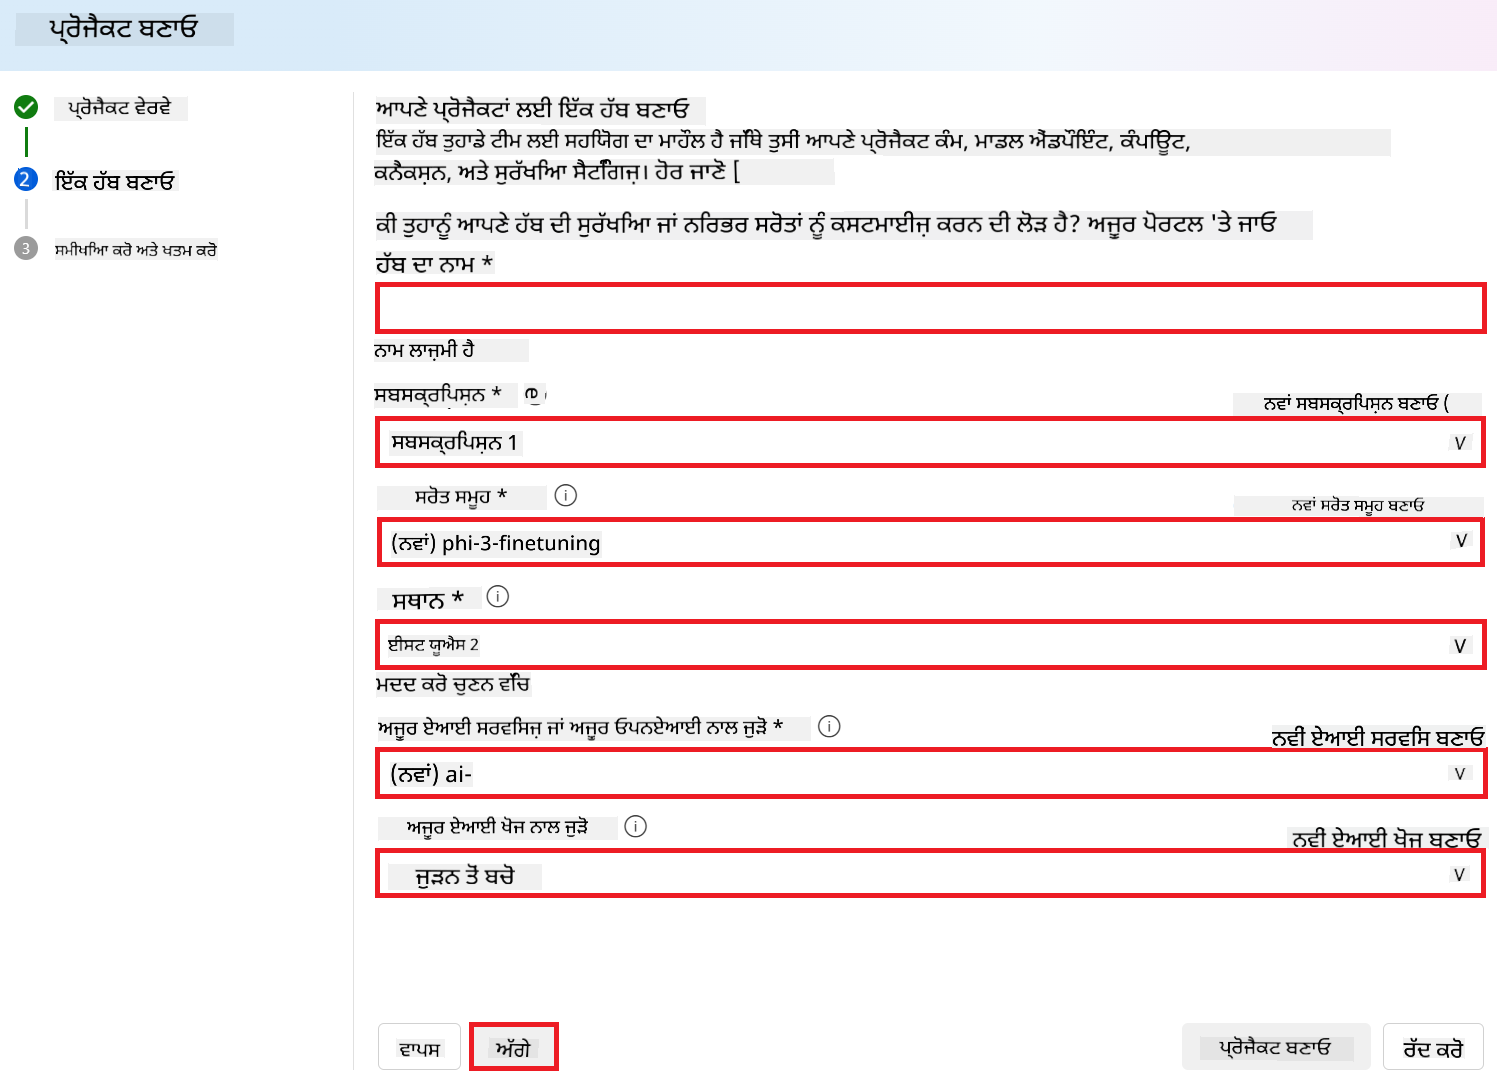 ਪ੍ਰੋਜੈਕਟ ਬਣਾਓ
ਪ੍ਰੋਜੈਕਟ ਵੇਰਵੇ
2 ਇੱਕ ਹੱਬ ਬਣਾਓ
3 ਸਮੀਖਿਆ ਕਰੋ ਅਤੇ ਖਤਮ ਕਰੋ
ਆਪਣੇ ਪ੍ਰੋਜੈਕਟਾਂ ਲਈ ਇੱਕ ਹੱਬ ਬਣਾਓ
ਇੱਕ ਹੱਬ ਤੁਹਾਡੇ ਟੀਮ ਲਈ ਸਹਿਯੋਗ ਦਾ ਮਾਹੌਲ ਹੈ ਜਿੱਥੇ ਤੁਸੀ ਆਪਣੇ ਪ੍ਰੋਜੈਕਟ ਕੰਮ, ਮਾਡਲ ਐਂਡਪੌਇੰਟ, ਕੰਪਊਿਟ,
ਕਨੈਕਸ਼ਨ, ਅਤੇ ਸੁਰੱਖਿਆ ਸੈਟਿੰਗਜ਼। ਹੋਰ ਜਾਣੋ [
ਕੀ ਤੁਹਾਨੂੰ ਆਪਣੇ ਹੱਬ ਦੀ ਸੁਰੱਖਿਆ ਜਾਂ ਨਿਰਭਰ ਸਰੋਤਾਂ ਨੂੰ ਕਸਟਮਾਈਜ਼ ਕਰਨ ਦੀ ਲੋੜ ਹੈ? ਅਜ਼ੂਰ ਪੋਰਟਲ 'ਤੇ ਜਾਓ
ਹੱਬ ਦਾ ਨਾਮ *
ਨਾਮ ਲਾਜ਼ਮੀ ਹੈ
ਸਬਸਕ੍ਰਿਪਸ਼ਨ *
ਨਵਾਂ ਸਬਸਕ੍ਰਿਪਸ਼ਨ ਬਣਾਓ (
ਸਬਸਕ੍ਰਿਪਸ਼ਨ 1
ਸਰੋਤ ਸਮੂਹ *
ਨਵਾਂ ਸਰੋਤ ਸਮੂਹ ਬਣਾਓ
(ਨਵਾਂ) phi-3-finetuning
ਸਥਾਨ *
ਈਸਟ ਯੂਐਸ 2
ਮਦਦ ਕਰੋ ਚੁਣਨ ਵਿੱਚ
ਅਜ਼ੂਰ ਏਆਈ ਸਰਵਿਸਿਜ਼ ਜਾਂ ਅਜ਼ੂਰ ਓਪਨਏਆਈ ਨਾਲ ਜੁੜੋ *
ਨਵੀ ਏਆਈ ਸਰਵਿਸ ਬਣਾਓ
(ਨਵਾਂ) ai-
ਅਜ਼ੂਰ ਏਆਈ ਖੋਜ ਨਾਲ ਜੁੜੋ
ਨਵੀ ਏਆਈ ਖੋਜ ਬਣਾਓ
ਜੁੜਨ ਤੋਂ ਬਚੋ
ਵਾਪਸ ਅੱਗੇ ਪ੍ਰੋਜੈਕਟ ਬਣਾਓ ਰੱਦ ਕਰੋ